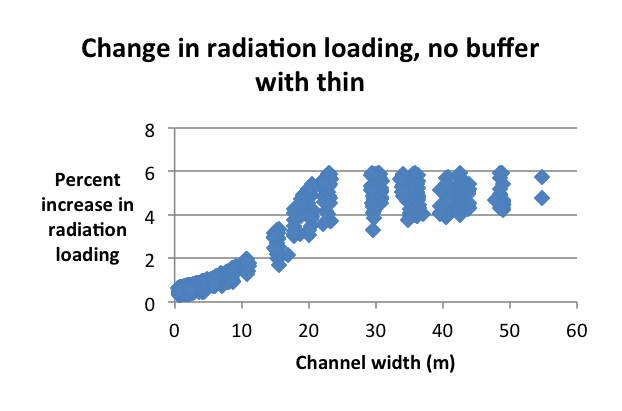 Change in radiation loading, no buffer
with thin
8
6
4
2
0
Percent
increase in
radiation
loading
0 10 20 30 40 50 60
Channel width (m)